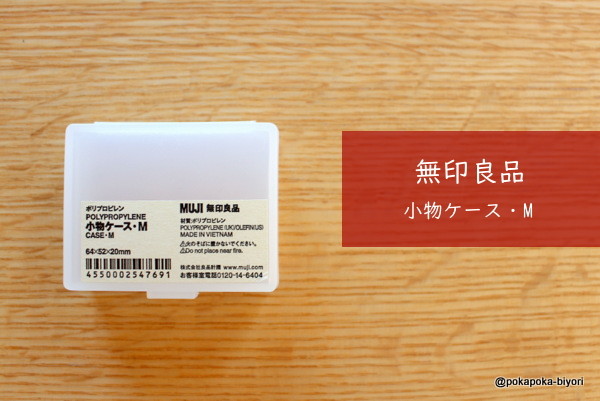 ポリプロピレン
POLYPROPYLENE
小物ケース・M
CASE・M
64×52×20mm
4550002547691
MUJI 無印良品
材質:ポリプロピレン
POLYPROPYLENE (UK)/OLEFIN(US)
MADE IN VIETNAM
⚠火のそばに置かないでください。
⚠Do not place near fire.
株式会社良品計画 www.muji.com
お客様室電話0120-14-6404
無印良品
小物ケース・M
@pokapoka-biyori